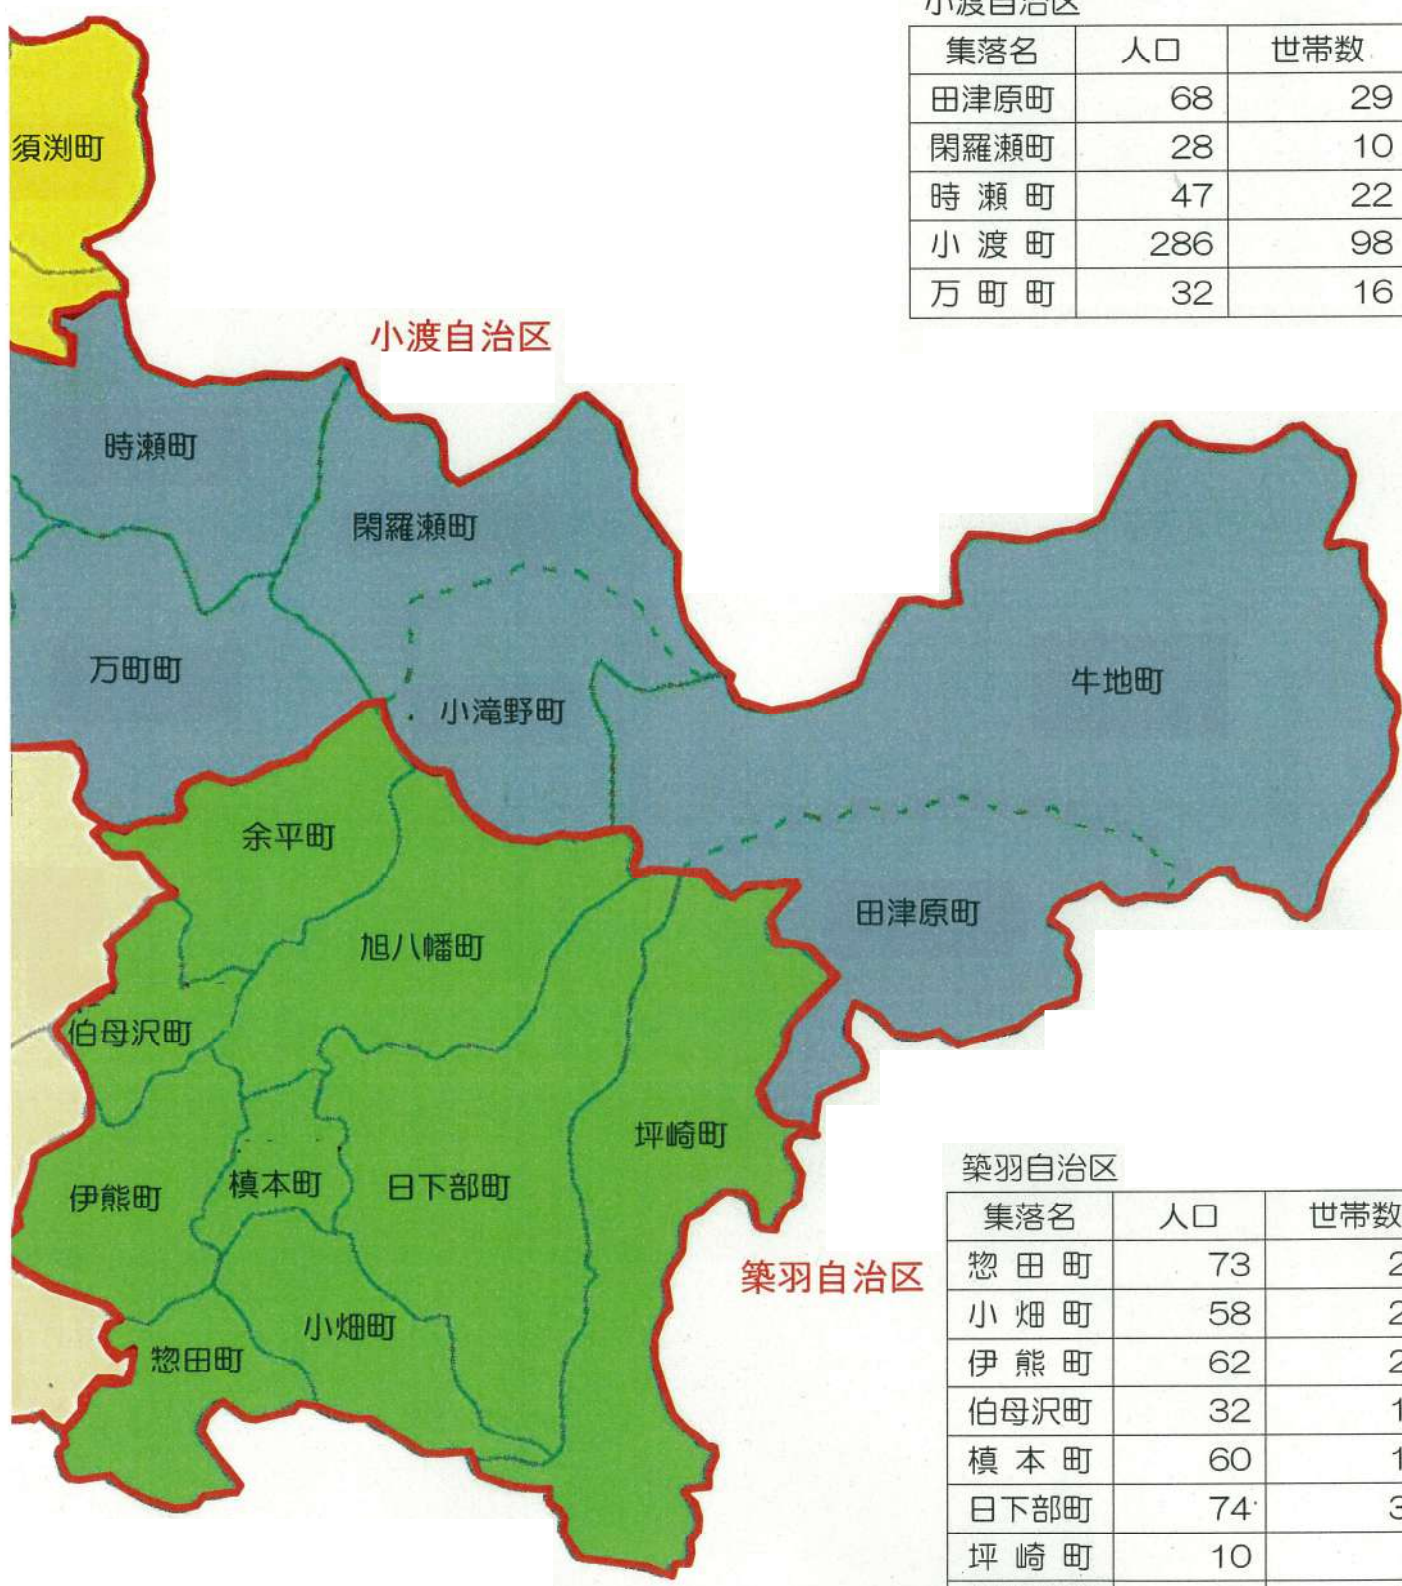 小渡自治区
集落名 人口 世帯数
田津原町 68 29
閑羅瀬町 28 10
時瀬町 47 22
小渡町 286 98
万町町 32 16
須渕町
小渡自治区
時瀬町
閑羅瀬町
万町町
小滝野町
牛地町
余平町
田津原町
旭八幡町
伯母沢町
坪崎町
伊熊町
槙本町
日下部町
築羽自治区
小畑町
惣田町
築羽自治区
集落名 人口 世帯数
惣田町 73 2
小畑町 58 2
伊熊町 62 2
伯母沢町 32 1
槙本町 60 1
日下部町 74 3
坪崎町 10